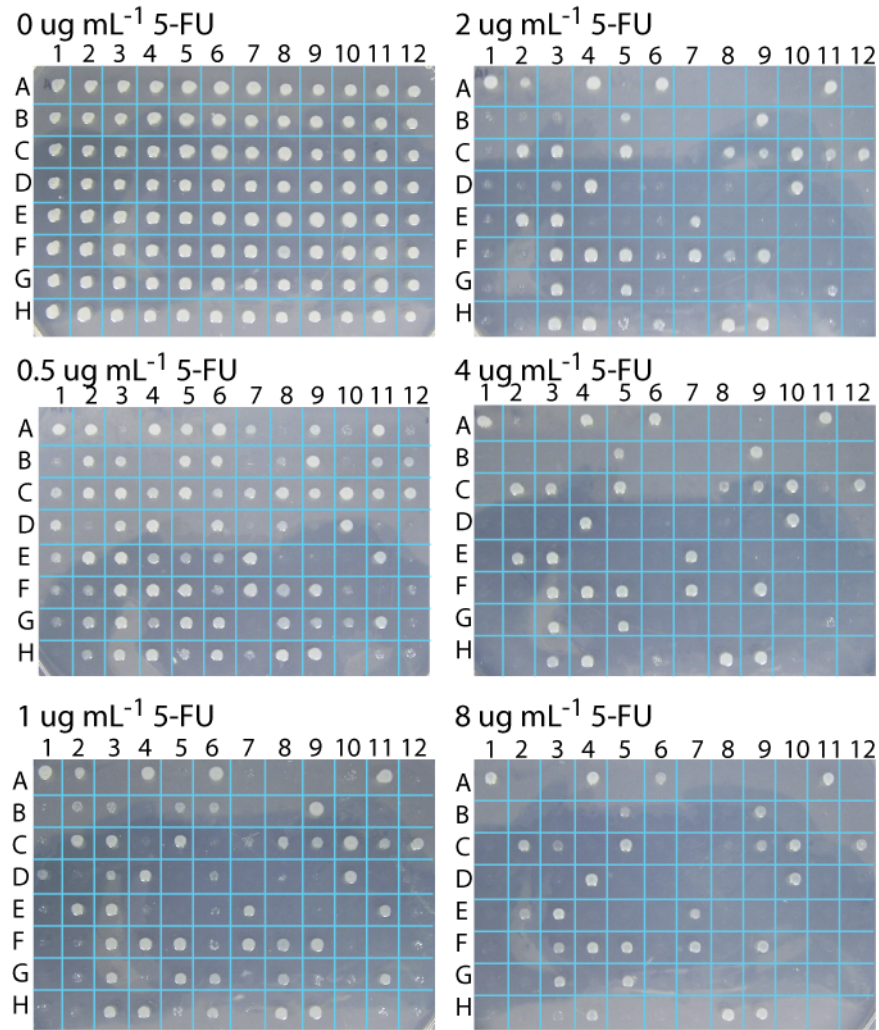 0 ug mL-1 5-FU
1 2 3 4 5 6 7 8 9 10 11 12
A
B
C
D
E
F
G
H
2 ug mL-1 5-FU
1 2 3 4 5 6 7 8 9 10 11 12
A
B
C
D
E
F
G
H
0.5 ug mL-1 5-FU
1 2 3 4 5 6 7 8 9 10 11 12
A
B
C
D
E
F
G
H
4 ug mL-1 5-FU
1 2 3 4 5 6 7 8 9 10 11 12
A
B
C
D
E
F
G
H
1 ug mL-1 5-FU
1 2 3 4 5 6 7 8 9 10 11 12
A
B
C
D
E
F
G
H
8 ug mL-1 5-FU
1 2 3 4 5 6 7 8 9 10 11 12
A
B
C
D
E
F
G
H